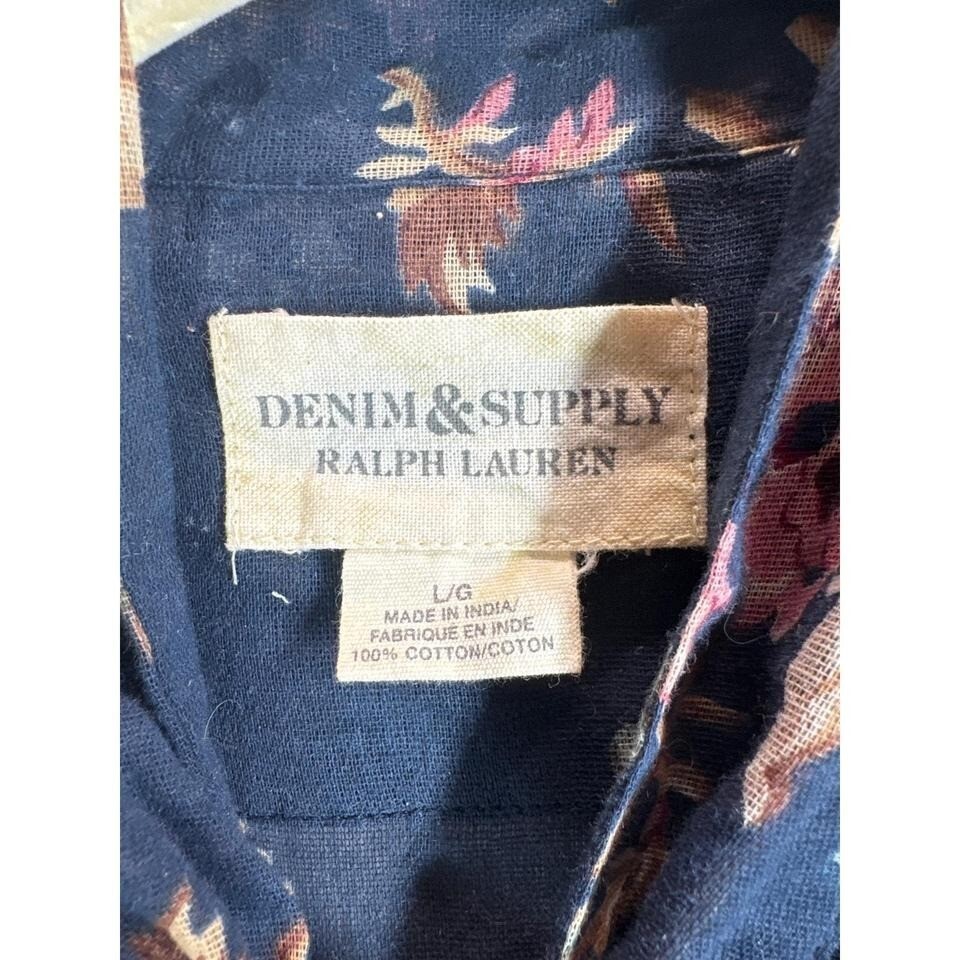 DENIM & SUPPLY
RALPH LAUREN
L/G
MADE IN INDIA/
FABRIQUÉ EN INDE
100% COTTON/COTON